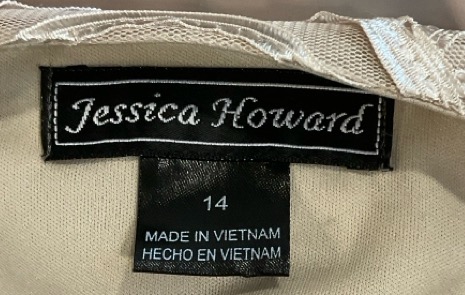 Jessica Howard
14
MADE IN VIETNAM
HECHO EN VIETNAM